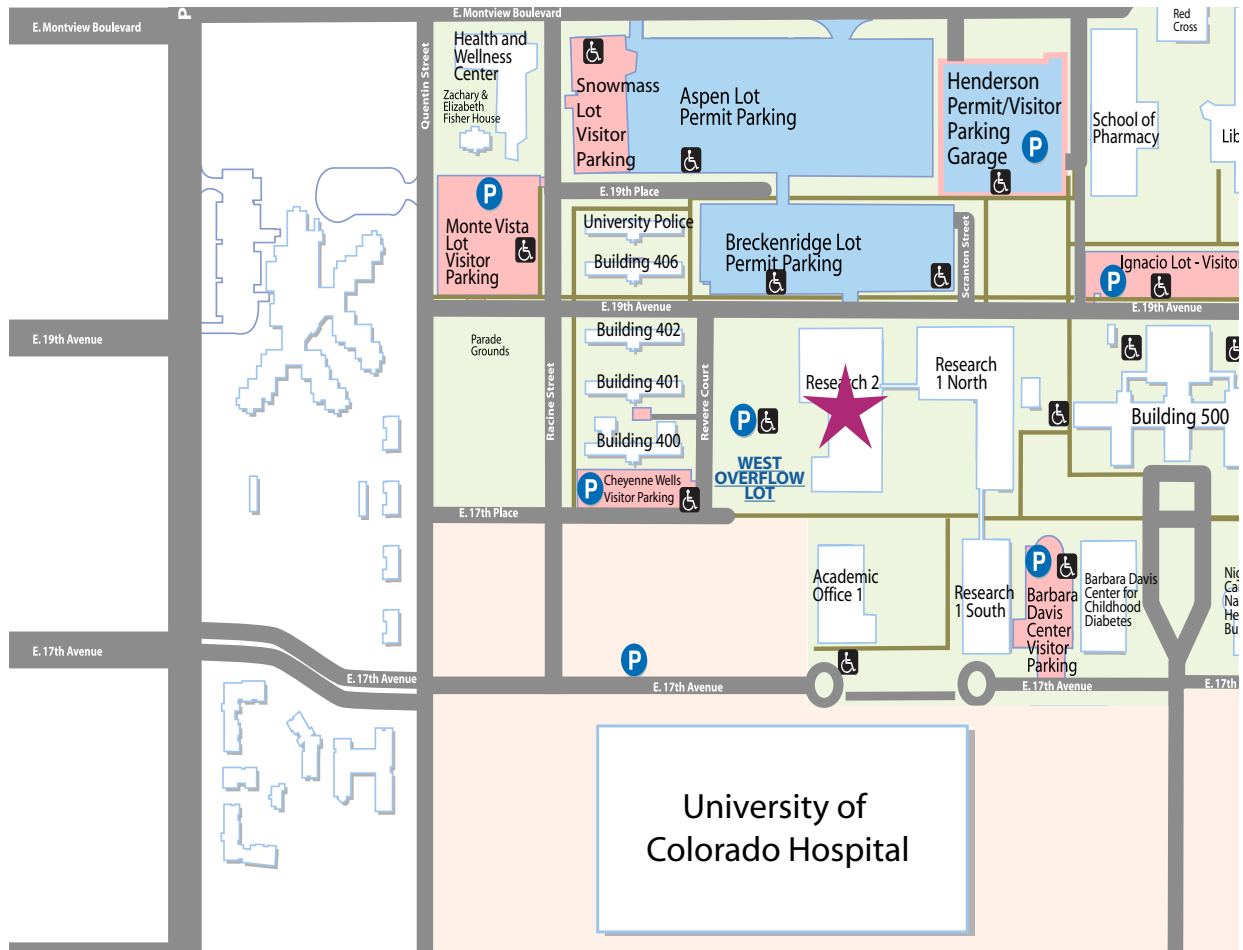 E. Montview Boulevard
P
E. Montview Boulevard
Quentin Street
Health and
Wellness
Center
Zachary &
Elizabeth
Fisher House
Snowmass
Lot
Visitor
Parking
Aspen Lot
Permit Parking
Henderson
Permit/Visitor
Parking
Garage
P
Red
Cross
School of
Pharmacy
Lib
E. 19th Place
P
Monte Vista
Lot
Visitor
Parking
University Police
Building 406
Breckenridge Lot
Permit Parking
Scranton Street
Ignacio Lot - Visitor
P
E. 19th Avenue
E. 19th Avenue
E. 19th Avenue
Parade
Grounds
Racine Street
Building 402
Building 401
Building 400
Revere Court
P
Cheyenne Wells
Visitor Parking
P
WEST
OVERFLOW
LOT
Research 2
Research
1 North
Building 500
E. 17th Place
Academic
Office 1
Research
1 South
P
Barbara
Davis
Center
Visitor
Parking
Barbara Davis
Center for
Childhood
Diabetes
Nig
Cai
Na
He
Bu
E. 17th Avenue
E. 17th Avenue
P
E. 17th Avenue
E. 17th Avenue
E. 17th
University of
Colorado Hospital